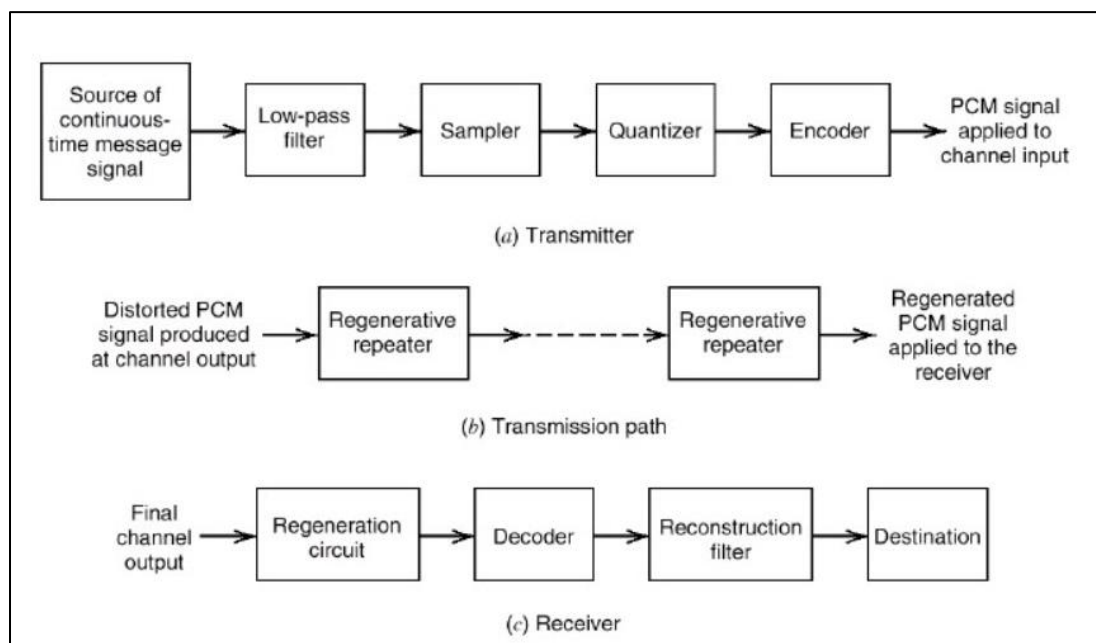 Source of
continuous-
time message
signal
Low-pass
filter
Sampler
Quantizer
Encoder
PCM signal
applied to
channel input
(a) Transmitter
Distorted PCM
signal produced
at channel output
Regenerative
repeater
Regenerative
repeater
Regenerated
PCM signal
applied to the
receiver
(b) Transmission path
Final
channel
output
Regeneration
circuit
Decoder
Reconstruction
filter
Destination
(c) Receiver